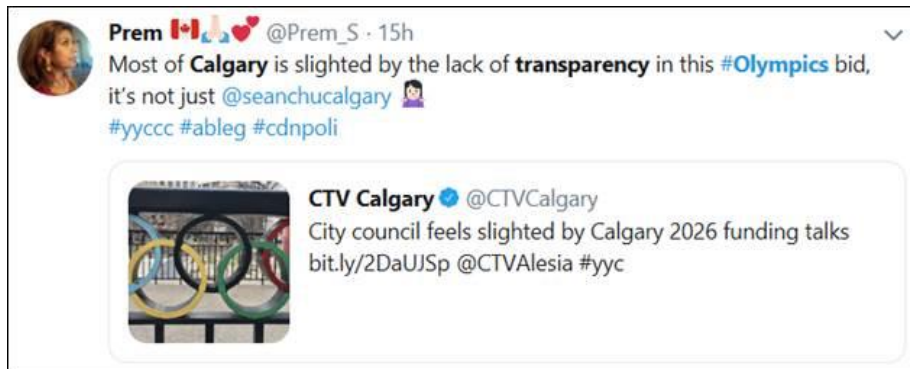 Prem 🇨🇦🙏🏻💕 @Prem_S · 15h
Most of Calgary is slighted by the lack of transparency in this #Olympics bid,
it's not just @seanchucalgary 🤷🏻‍♀️
#yyccc #ableg #cdnpoli
CTV Calgary @CTVCalgary
City council feels slighted by Calgary 2026 funding talks
bit.ly/2DaUJSp @CTVAlesia #yyc